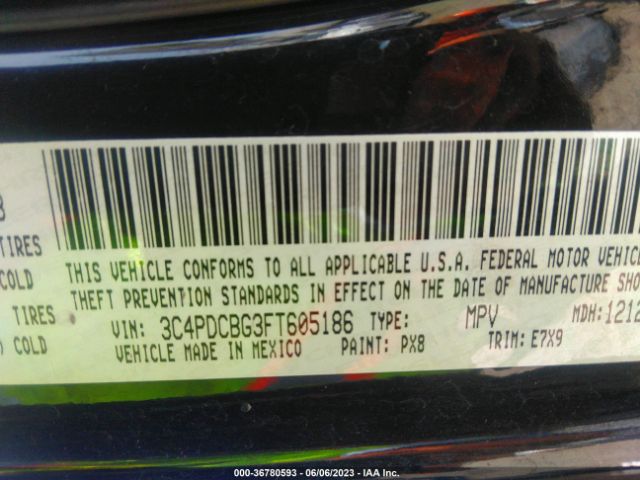 TIRES
COLD
TIRES
) COLD
THIS VEHICLE CONFORMS TO ALL APPLICABLE U.S.A. FEDERAL MOTOR VEHICLE
THEFT PREVENTION STANDARDS IN EFFECT ON THE DATE OF MANUFACTURE SHO
VIN: 3C4PDCBG3FT605186 TYPE: MPV MDH:1212
VEHICLE MADE IN MEXICO PAINT: PX8 TRIM: E7X9
000-36780593 — 06/06/2023 — IAA Inc.